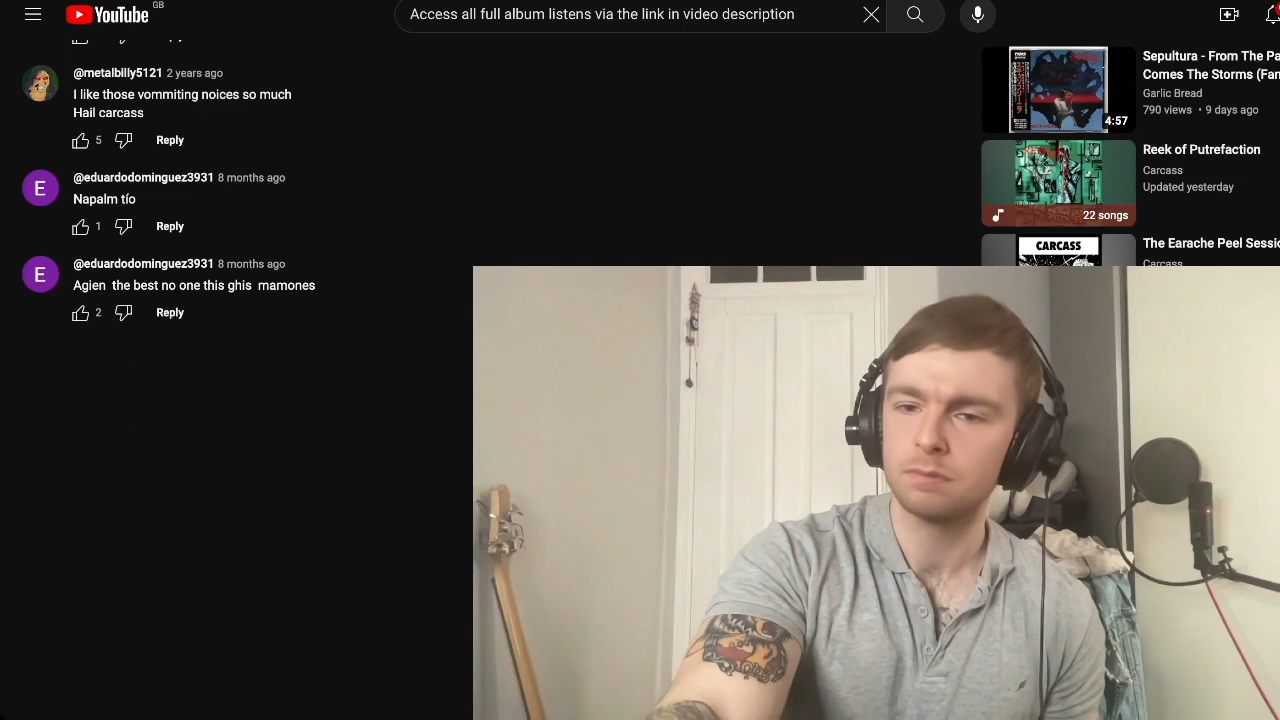 YouTube
GB
Access all full album listens via the link in video description
@metalbilly5121 2 years ago
I like those vommiting noices so much
Hail carcass
5
Reply
E
@eduardodominguez3931 8 months ago
Napalm tío
1
Reply
E
@eduardodominguez3931 8 months ago
Agien the best no one this ghis mamones
2
Reply
4:57
Sepultura - From The Pa
Comes The Storms (Fan
Garlic Bread
790 views • 9 days ago
22 songs
Reek of Putrefaction
Carcass
Updated yesterday
CARCASS
The Earache Peel Sessi
Carcass